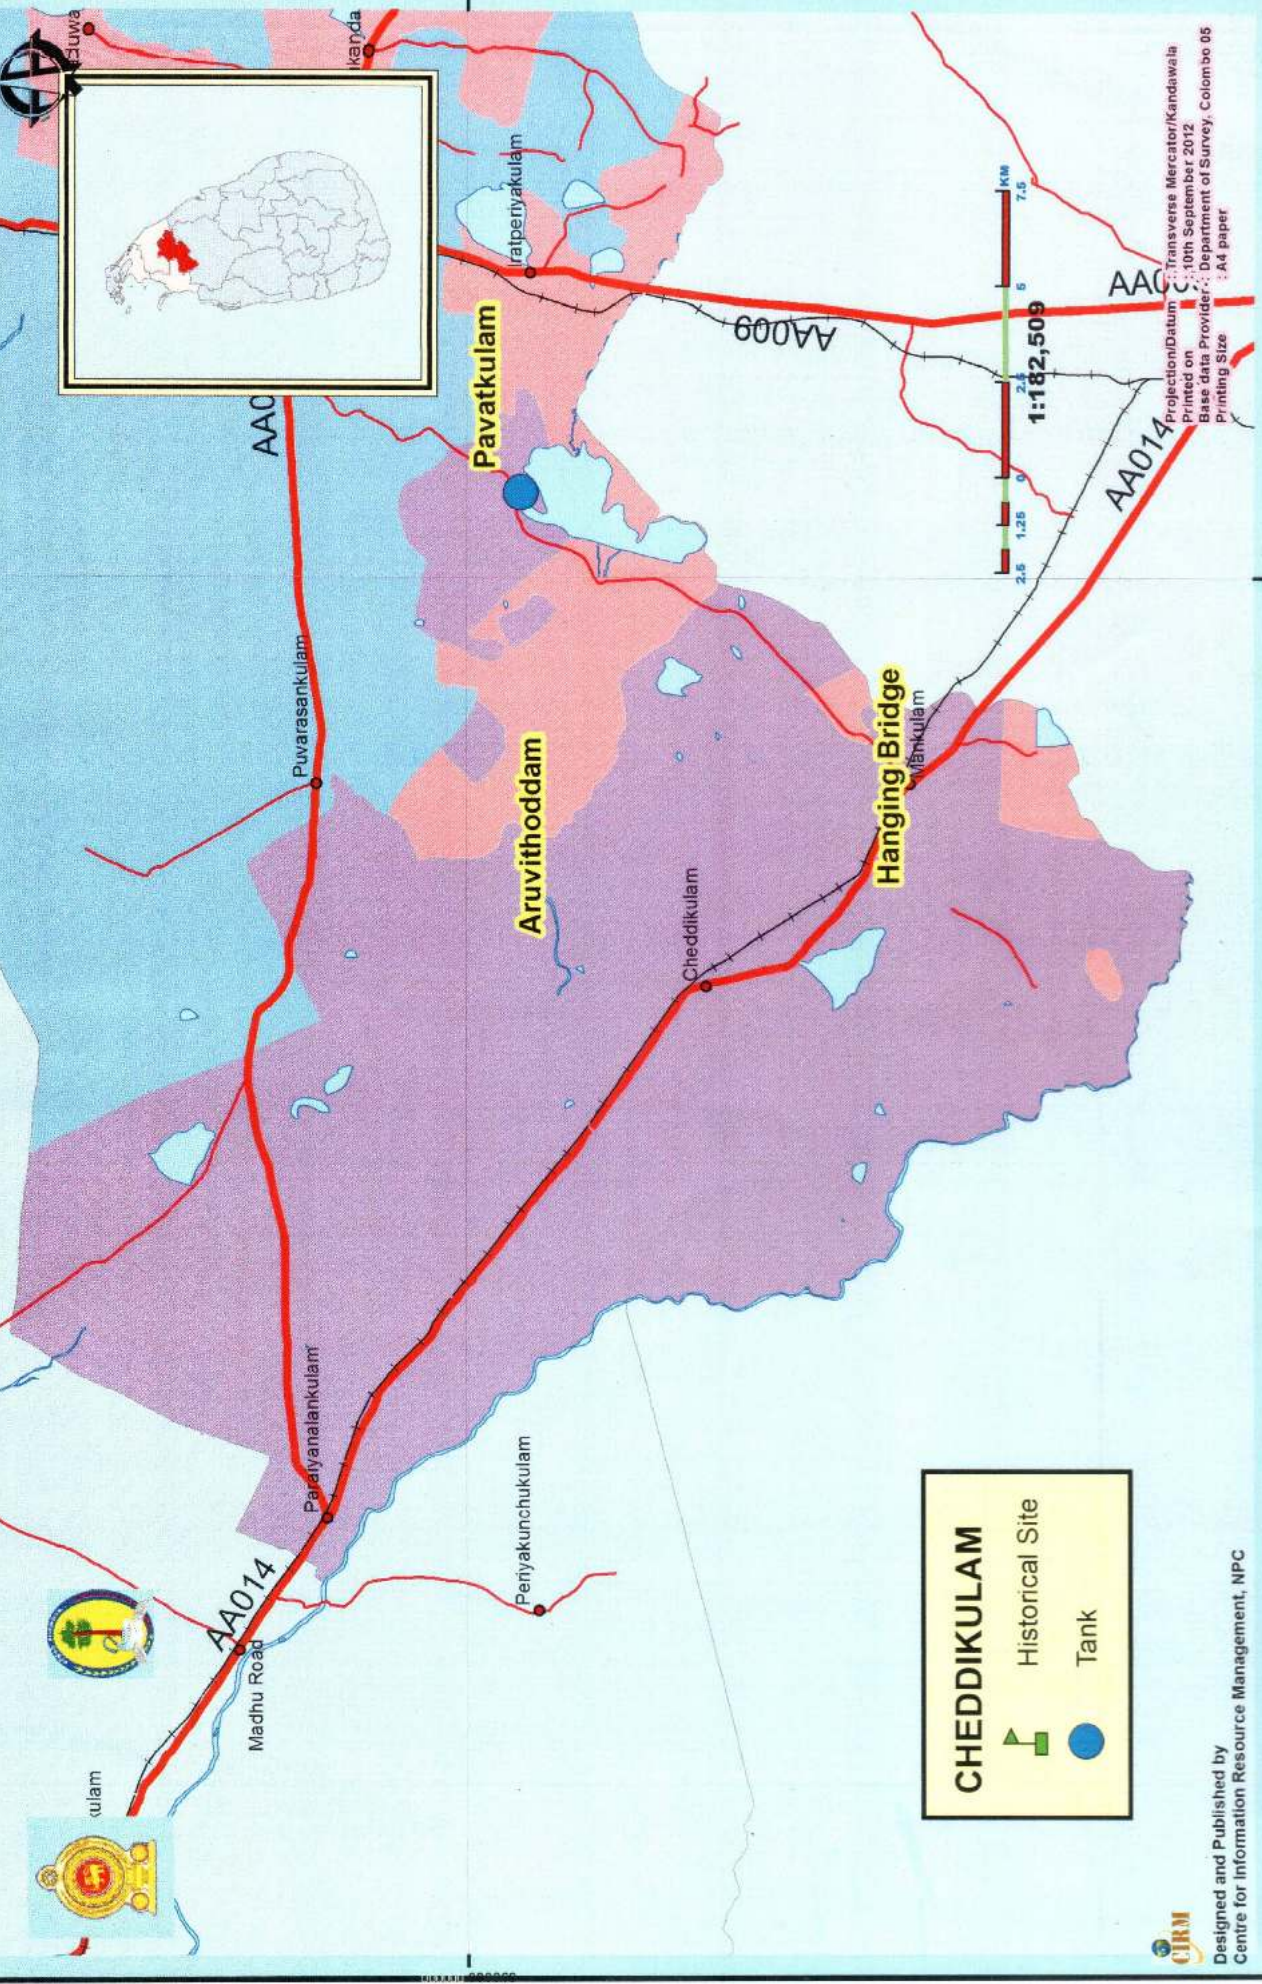 Iratperiyakulam
Pavatkulam
Puvarasankulam
Aruvithoddam
Hanging Bridge
Mankulam
Cheddikulam
Paraiyanalankulam
Periyakunchukulam
Madhu Road
kulam
duwa
ikanda
AA0
AA009
AA014
AA014
2.5 1.25 0 2.5 5 7.5 KM
1:182,509
CHEDDIKULAM
Historical Site
Tank
Projection/Datum : Transverse Mercator/Kandawala
Printed on : 10th September 2012
Base data Provider : Department of Survey, Colombo 05
Printing Size : A4 paper
CIRM
Designed and Published by
Centre for Information Resource Management, NPC